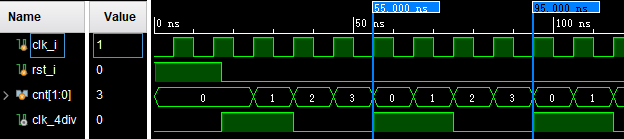 Name Value 55.000 ns 95.000 ns
0 ns 50 ns 100 ns
clk_i 1
rst_i 0
cnt[1:0] 3 0 1 2 3 0 1 2 3 0 1
clk_4div 0